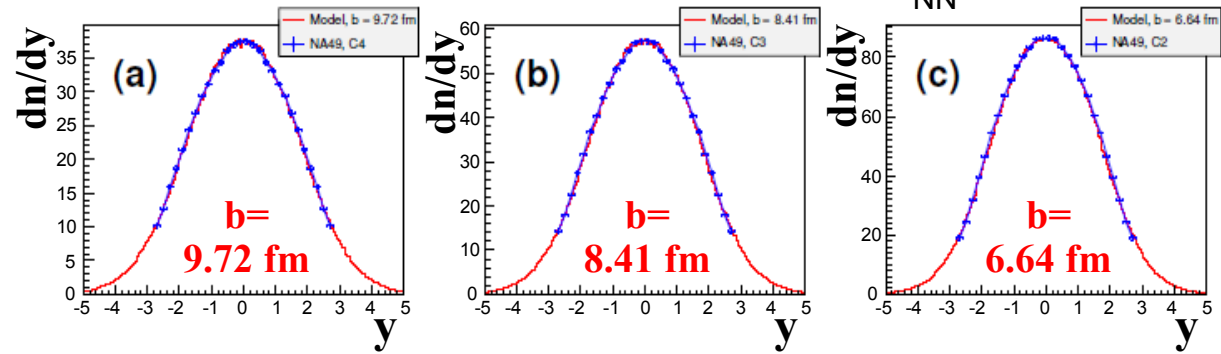 NN
Model, b = 9.72 fm
NA49, C4
(a)
dn/dy
35
30
25
20
15
10
5
0
b=
9.72 fm
-5 -4 -3 -2 -1 0 1 2 3 4 5
y
Model, b = 8.41 fm
NA49, C3
(b)
dn/dy
60
50
40
30
20
10
0
b=
8.41 fm
-5 -4 -3 -2 -1 0 1 2 3 4 5
y
Model, b = 6.64 fm
NA49, C2
(c)
dn/dy
80
60
40
20
0
b=
6.64 fm
-5 -4 -3 -2 -1 0 1 2 3 4 5
y